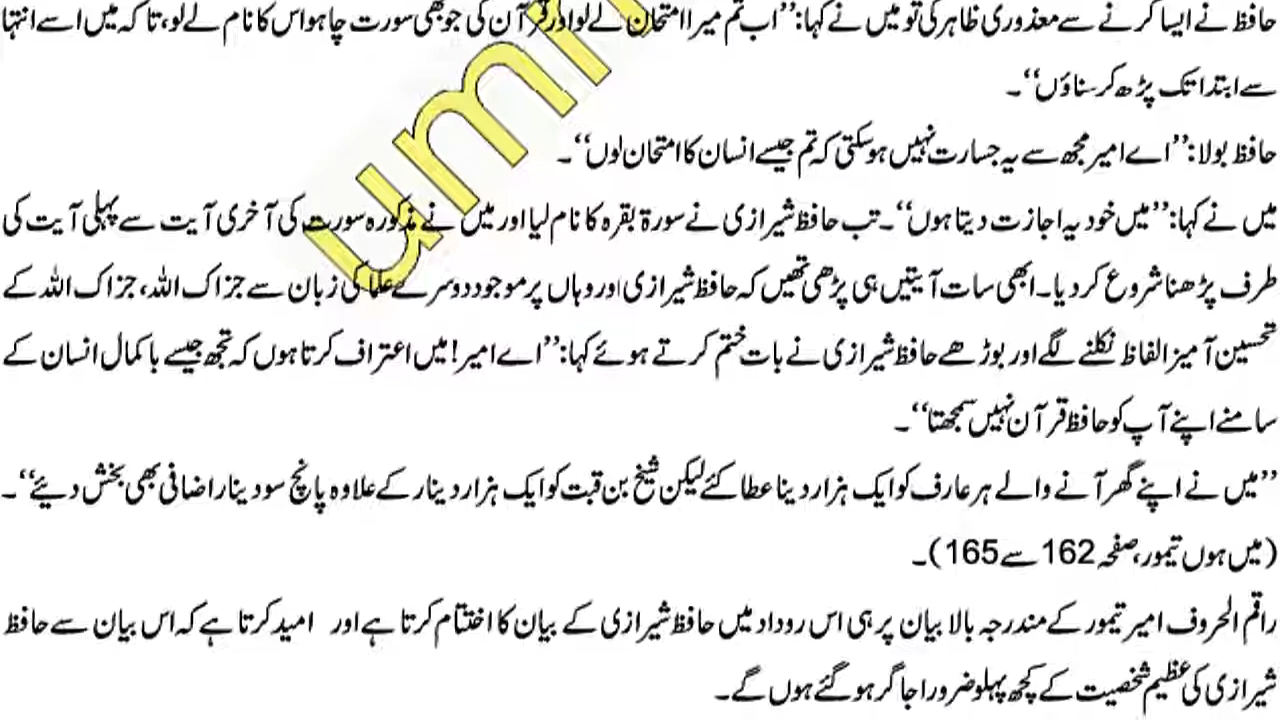 حافظ نے ایسا کرنے سے معذوری ظاہر کی تو میں نے کہا: ’’اب تم میرا امتحان لے لو اور قرآن کی جو بھی سورت چاہو اس کا نام لے لو، تاکہ میں اسے انتہا
سے ابتدا تک پڑھ کر سناؤں‘‘۔
حافظ بولا: ’’اے امیر مجھ سے یہ جسارت نہیں ہو سکتی کہ تم جیسے انسان کا امتحان لوں‘‘۔
میں نے کہا: ’’میں خود یہ اجازت دیتا ہوں‘‘۔ تب حافظ شیرازی نے سورۃ بقرہ کا نام لیا اور میں نے مذکورہ سورت کی آخری آیت سے پہلی آیت کی
طرف پڑھنا شروع کر دیا۔ ابھی سات آیتیں ہی پڑھی تھیں کہ حافظ شیرازی اور وہاں پر موجود دوسرے علما کی زبان سے جزاک اللہ، جزاک اللہ کے
تحسین آمیز الفاظ نکلنے لگے اور بوڑھے حافظ شیرازی نے بات ختم کرتے ہوئے کہا: ’’اے امیر! میں اعتراف کرتا ہوں کہ تجھ جیسے باکمال انسان کے
سامنے اپنے آپ کو حافظ قرآن نہیں سمجھتا‘‘۔
’’میں نے اپنے گھر آنے والے ہر عارف کو ایک ہزار دینا عطا کئے لیکن شیخ بن قبت کو ایک ہزار دینار کے علاوہ پانچ سو دینار اضافی بھی بخش دیئے‘‘۔
(میں ہوں تیمور، صفحہ 162 سے 165)۔
راقم الحروف امیر تیمور کے مندرجہ بالا بیان پر ہی اس روداد میں حافظ شیرازی کے بیان کا اختتام کرتا ہے اور امید کرتا ہے کہ اس بیان سے حافظ
شیرازی کی عظیم شخصیت کے کچھ پہلو ضرور اجاگر ہو گئے ہوں گے۔
umm